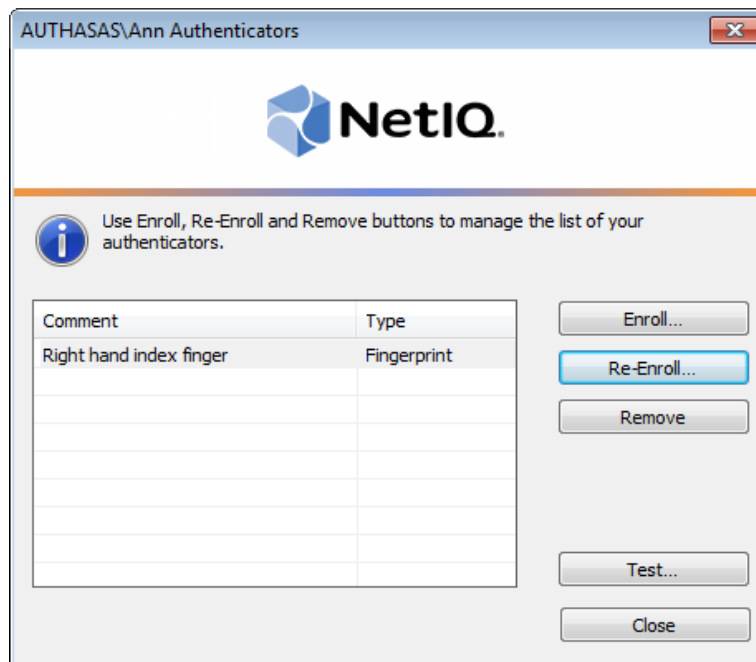 AUTHASAS\Ann Authenticators
NetIQ.
Use Enroll, Re-Enroll and Remove buttons to manage the list of your
authenticators.
Comment Type
Right hand index finger Fingerprint
Enroll...
Re-Enroll...
Remove
Test...
Close